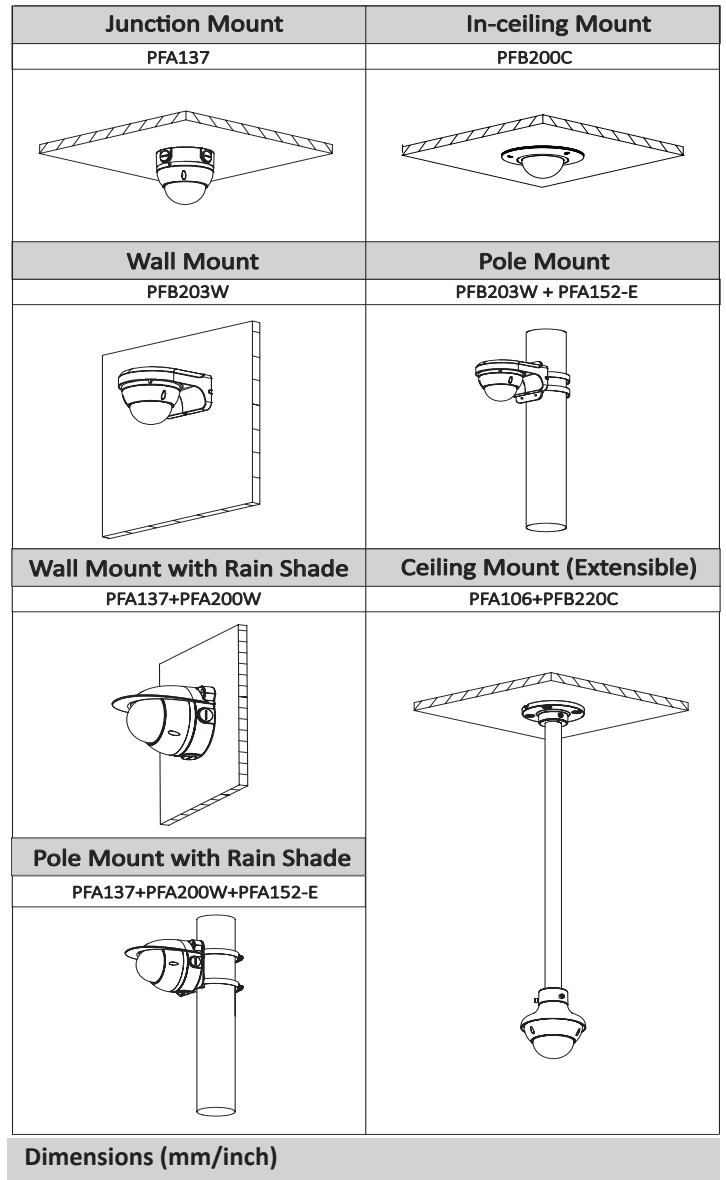 Junction Mount
In-ceiling Mount
PFA137
PFB200C
Wall Mount
Pole Mount
PFB203W
PFB203W + PFA152-E
Wall Mount with Rain Shade
Ceiling Mount (Extensible)
PFA137+PFA200W
PFA106+PFB220C
Pole Mount with Rain Shade
PFA137+PFA200W+PFA152-E
Dimensions (mm/inch)